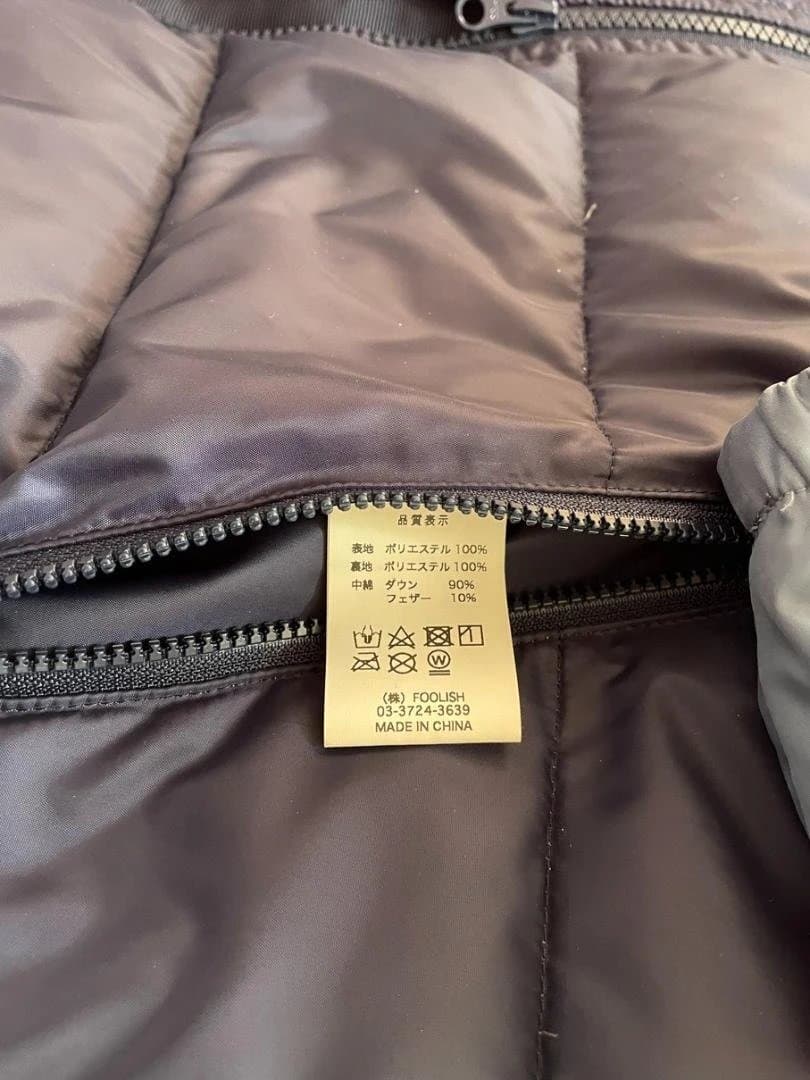 品質表示
表地 ポリエステル 100%
裏地 ポリエステル 100%
中綿 ダウン 90%
フェザー 10%
W
(株) FOOLISH
03-3724-3639
MADE IN CHINA